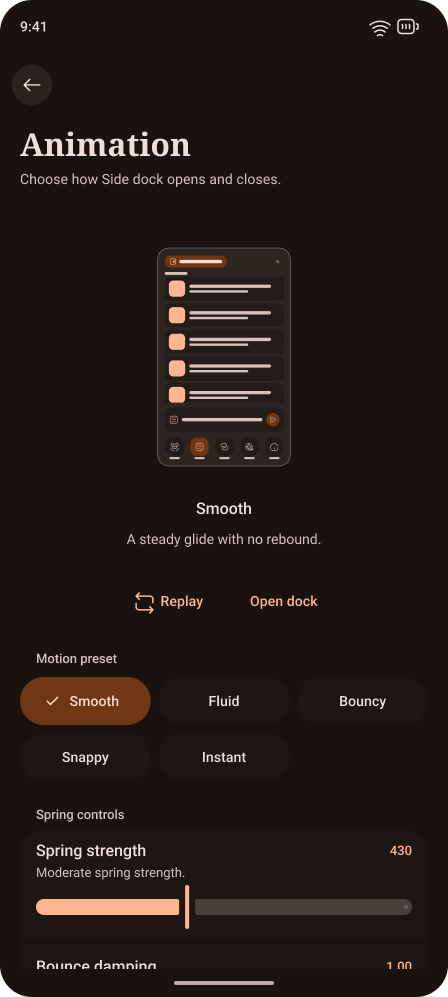 9:41
Animation
Choose how Side dock opens and closes.
Smooth
A steady glide with no rebound.
Replay
Open dock
Motion preset
Smooth
Fluid
Bouncy
Snappy
Instant
Spring controls
Spring strength
430
Moderate spring strength.
Bounce damping
1.00